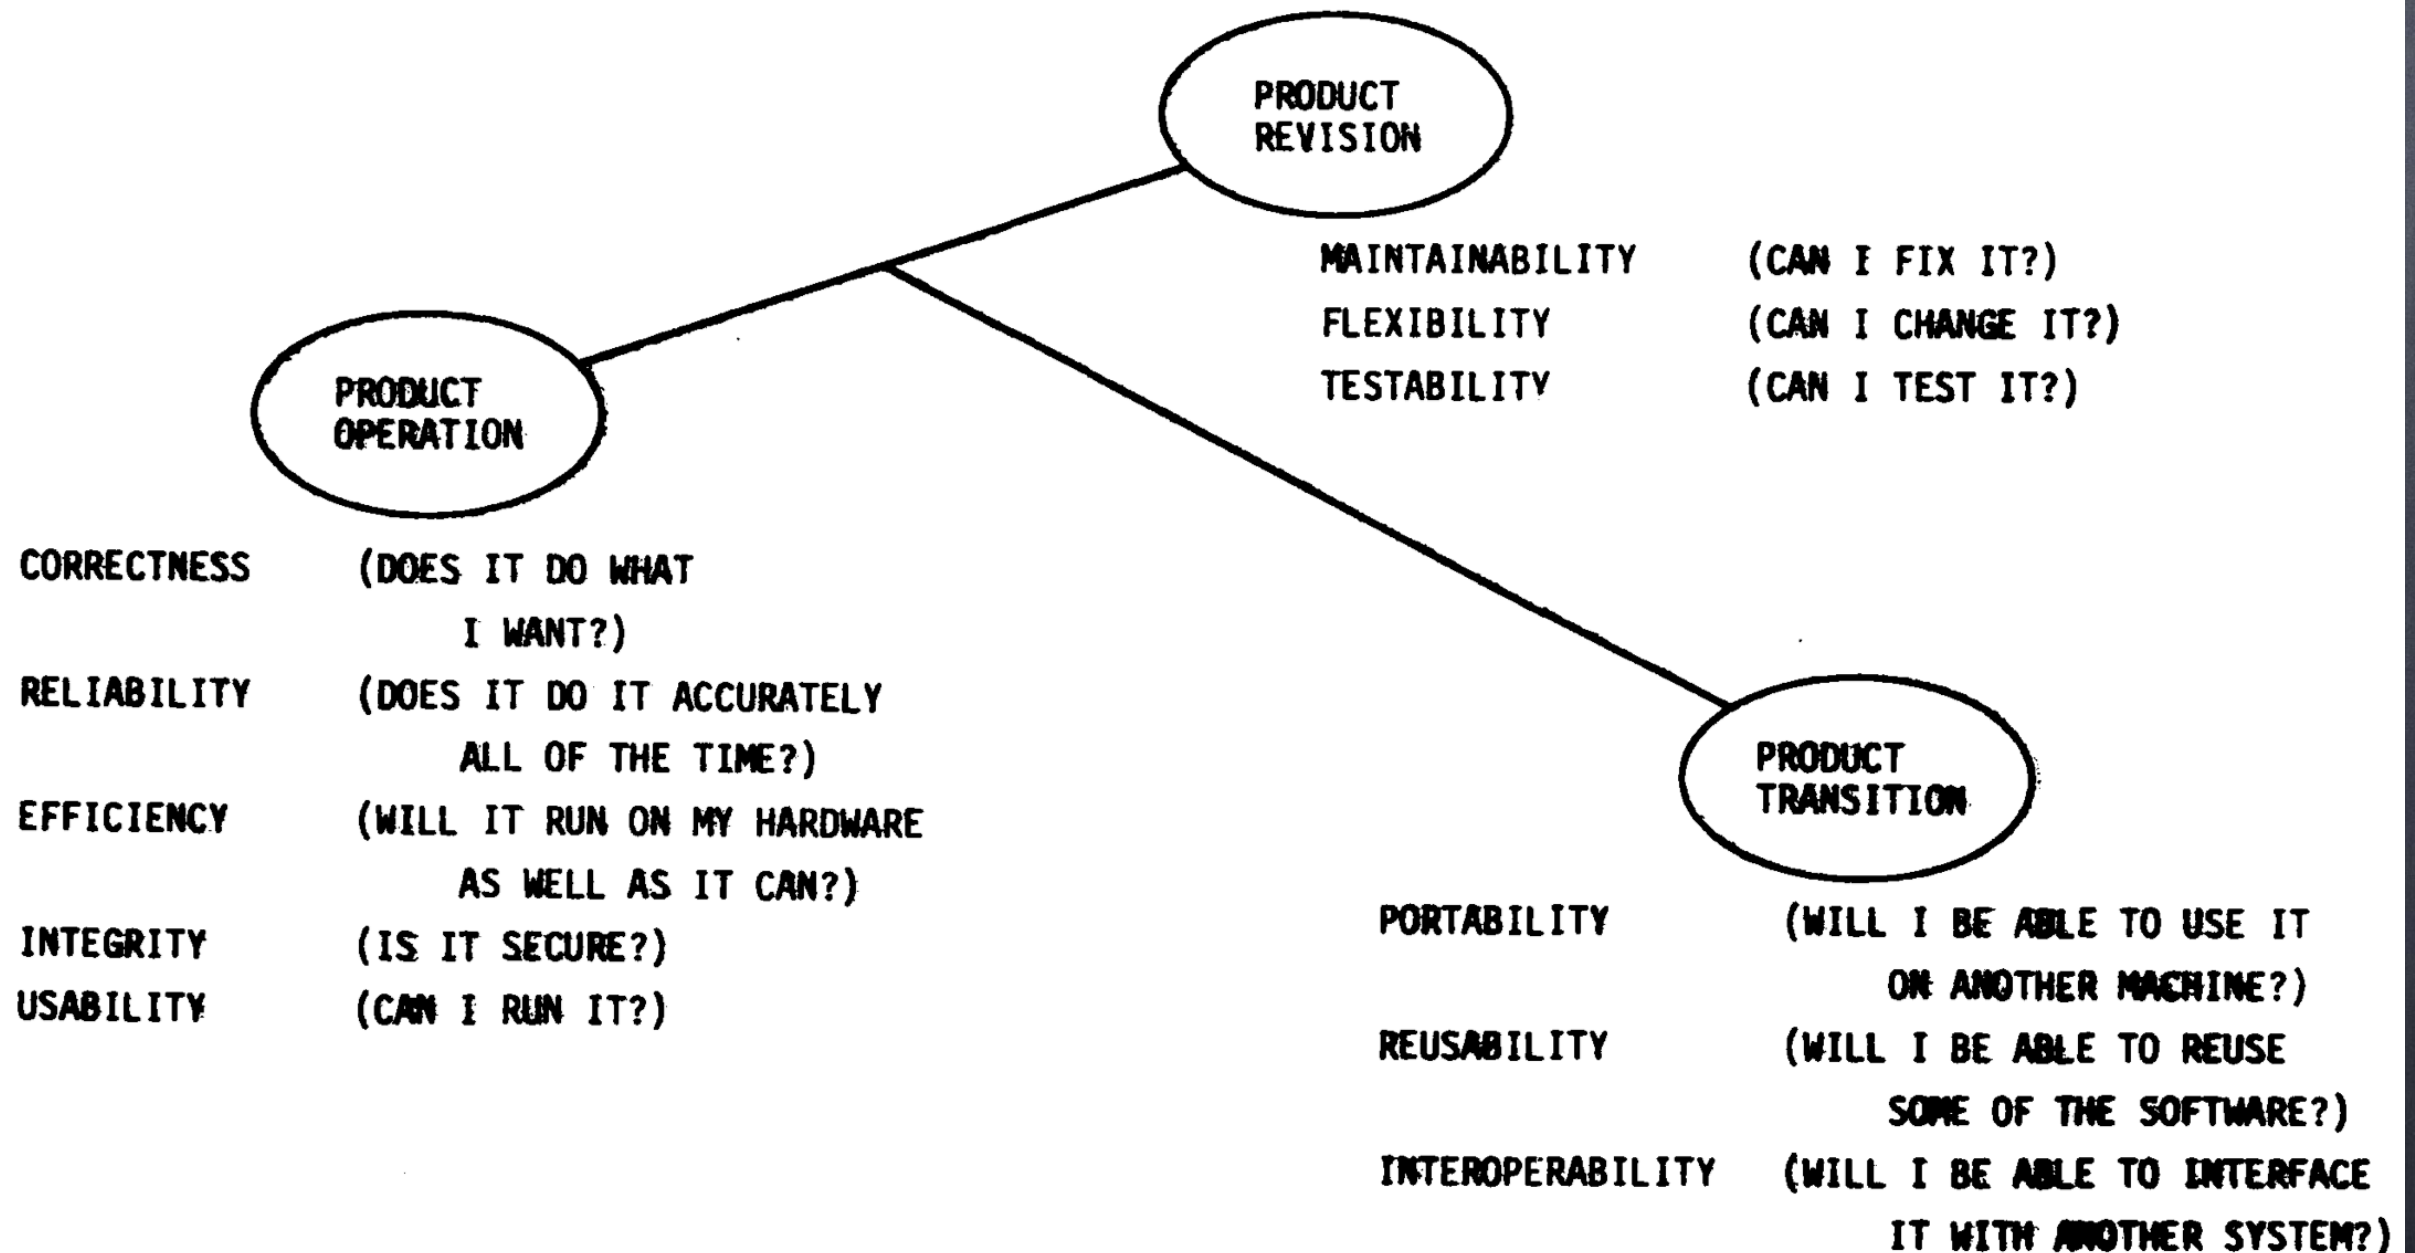 PRODUCT
REVISION
MAINTAINABILITY (CAN I FIX IT?)
FLEXIBILITY (CAN I CHANGE IT?)
TESTABILITY (CAN I TEST IT?)
PRODUCT
OPERATION
CORRECTNESS (DOES IT DO WHAT
I WANT?)
RELIABILITY (DOES IT DO IT ACCURATELY
ALL OF THE TIME?)
EFFICIENCY (WILL IT RUN ON MY HARDWARE
AS WELL AS IT CAN?)
INTEGRITY (IS IT SECURE?)
USABILITY (CAN I RUN IT?)
PRODUCT
TRANSITION
PORTABILITY (WILL I BE ABLE TO USE IT
ON ANOTHER MACHINE?)
REUSABILITY (WILL I BE ABLE TO REUSE
SOME OF THE SOFTWARE?)
INTEROPERABILITY (WILL I BE ABLE TO INTERFACE
IT WITH ANOTHER SYSTEM?)